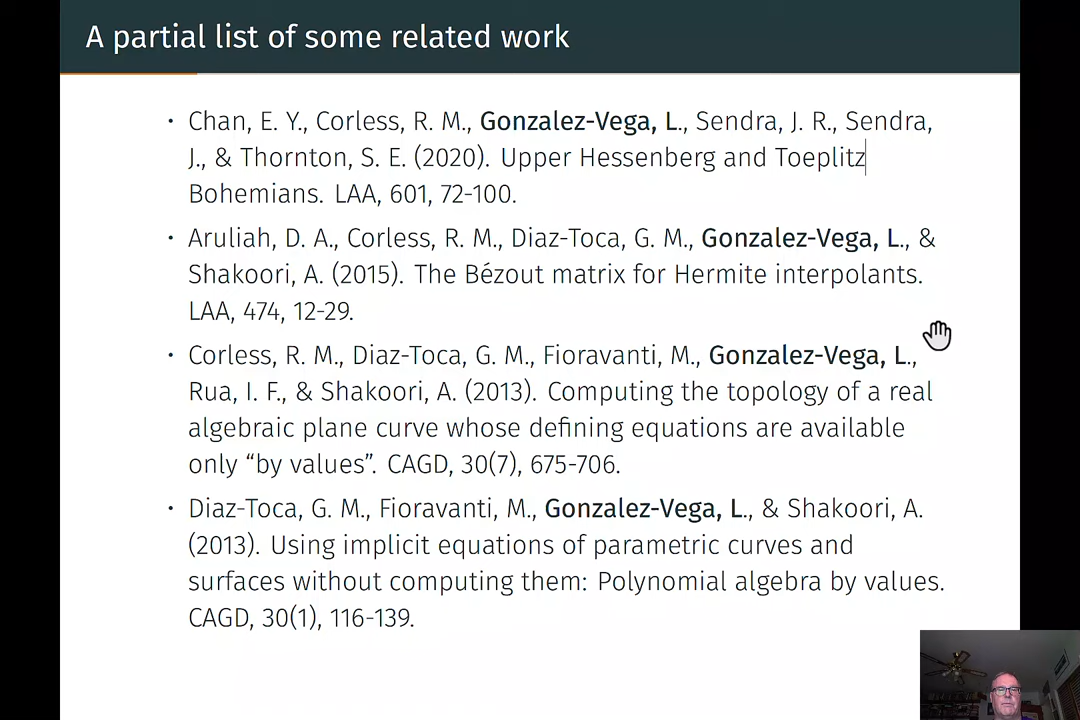 A partial list of some related work
• Chan, E. Y., Corless, R. M., Gonzalez-Vega, L., Sendra, J. R., Sendra,
J., & Thornton, S. E. (2020). Upper Hessenberg and Toeplitz
Bohemians. LAA, 601, 72-100.
• Aruliah, D. A., Corless, R. M., Diaz-Toca, G. M., Gonzalez-Vega, L., &
Shakoori, A. (2015). The Bézout matrix for Hermite interpolants.
LAA, 474, 12-29.
• Corless, R. M., Diaz-Toca, G. M., Fioravanti, M., Gonzalez-Vega, L.,
Rua, I. F., & Shakoori, A. (2013). Computing the topology of a real
algebraic plane curve whose defining equations are available
only “by values”. CAGD, 30(7), 675-706.
• Diaz-Toca, G. M., Fioravanti, M., Gonzalez-Vega, L., & Shakoori, A.
(2013). Using implicit equations of parametric curves and
surfaces without computing them: Polynomial algebra by values.
CAGD, 30(1), 116-139.